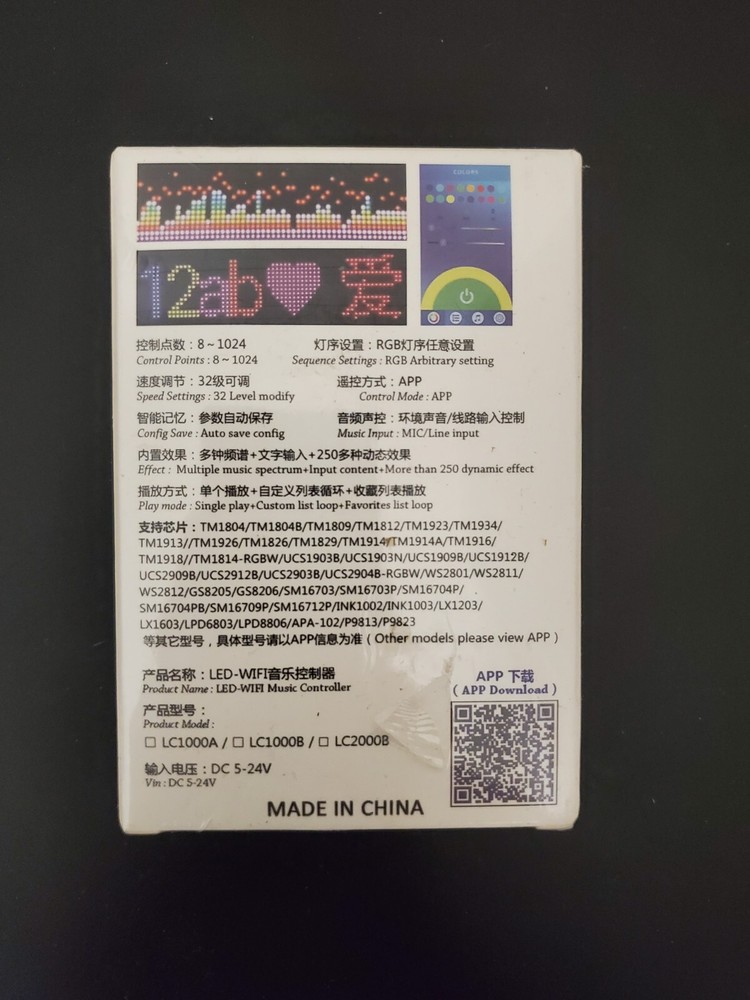 COLORS
12ab 爱
控制点数：8～1024 灯序设置：RGB灯序任意设置
Control Points : 8～1024 Sequence Settings : RGB Arbitrary setting
速度调节：32级可调 遥控方式：APP
Speed Settings : 32 Level modify Control Mode : APP
智能记忆：参数自动保存 音频声控：环境声音/线路输入控制
Config Save : Auto save config Music Input : MIC/Line input
内置效果：多钟频谱+文字输入+250多种动态效果
Effect : Multiple music spectrum+Input content+More than 250 dynamic effect
播放方式：单个播放+自定义列表循环+收藏列表播放
Play mode : Single play+Custom list loop+Favorites list loop
支持芯片：TM1804/TM1804B/TM1809/TM1812/TM1923/TM1934/
TM1913//TM1926/TM1826/TM1829/TM1914/TM1914A/TM1916/
TM1918//TM1814-RGBW/UCS1903B/UCS1903N/UCS1909B/UCS1912B/
UCS2909B/UCS2912B/UCS2903B/UCS2904B-RGBW/WS2801/WS2811/
WS2812/GS8205/GS8206/SM16703/SM16703P/SM16704P/
SM16704PB/SM16709P/SM16712P/INK1002/INK1003/LX1203/
LX1603/LPD6803/LPD8806/APA-102/P9813/P9823
等其它型号，具体型号请以APP信息为准（Other models please view APP）
产品名称：LED-WIFI音乐控制器
Product Name : LED-WIFI Music Controller
产品型号：
Product Model :
□ LC1000A / □ LC1000B / □ LC2000B
输入电压：DC 5-24V
Vin : DC 5-24V
APP 下载
( APP Download )
MADE IN CHINA